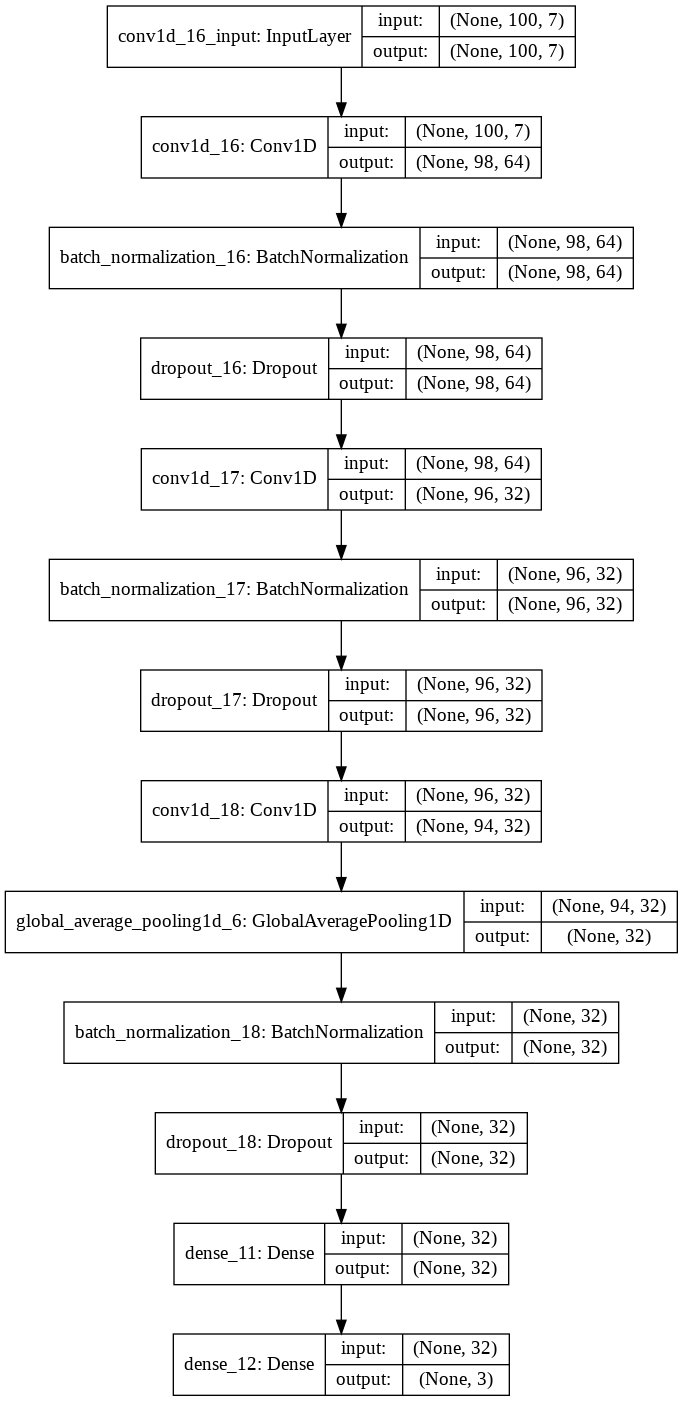 conv1d_16_input: InputLayer
input: (None, 100, 7)
output: (None, 100, 7)
conv1d_16: Conv1D
input: (None, 100, 7)
output: (None, 98, 64)
batch_normalization_16: BatchNormalization
input: (None, 98, 64)
output: (None, 98, 64)
dropout_16: Dropout
input: (None, 98, 64)
output: (None, 98, 64)
conv1d_17: Conv1D
input: (None, 98, 64)
output: (None, 96, 32)
batch_normalization_17: BatchNormalization
input: (None, 96, 32)
output: (None, 96, 32)
dropout_17: Dropout
input: (None, 96, 32)
output: (None, 96, 32)
conv1d_18: Conv1D
input: (None, 96, 32)
output: (None, 94, 32)
global_average_pooling1d_6: GlobalAveragePooling1D
input: (None, 94, 32)
output: (None, 32)
batch_normalization_18: BatchNormalization
input: (None, 32)
output: (None, 32)
dropout_18: Dropout
input: (None, 32)
output: (None, 32)
dense_11: Dense
input: (None, 32)
output: (None, 32)
dense_12: Dense
input: (None, 32)
output: (None, 3)